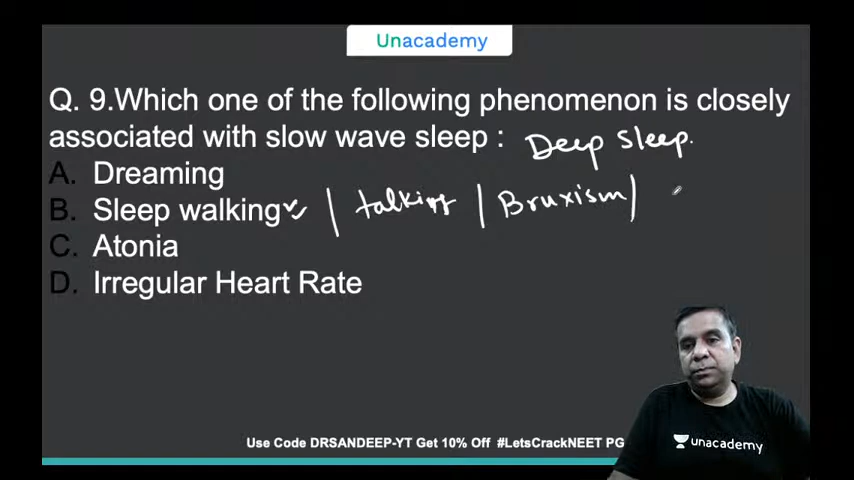 Unacademy
Q. 9.Which one of the following phenomenon is closely
associated with slow wave sleep : Deep Sleep.
A. Dreaming
B. Sleep walking | talking | Bruxism |
C. Atonia
D. Irregular Heart Rate
unacademy
Use Code DRSANDEEP-YT Get 10% Off #LetsCrackNEET PG